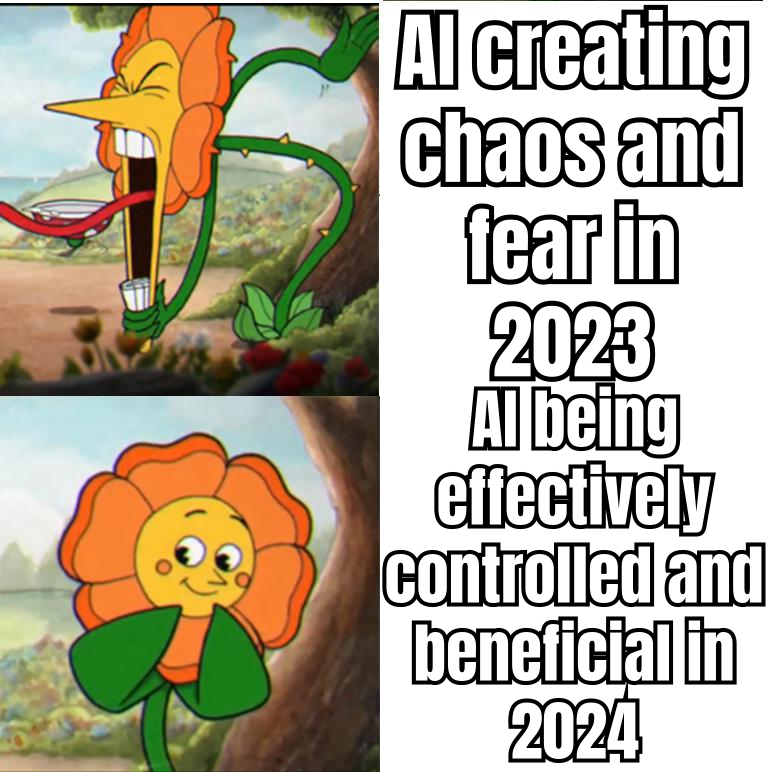 AI creating
chaos and
fear in
2023
AI being
effectively
controlled and
beneficial in
2024